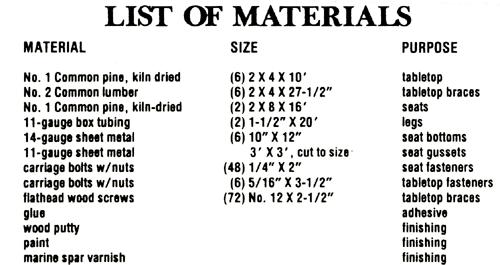 LIST OF MATERIALS
MATERIAL SIZE PURPOSE
No. 1 Common pine, kiln dried (6) 2 X 4 X 10' tabletop
No. 2 Common lumber (6) 2 X 4 X 27-1/2" tabletop braces
No. 1 Common pine, kiln-dried (2) 2 X 8 X 16' seats
11-gauge box tubing (2) 1-1/2" X 20' legs
14-gauge sheet metal (6) 10" X 12" seat bottoms
11-gauge sheet metal 3' X 3', cut to size seat gussets
carriage bolts w/nuts (48) 1/4" X 2" seat fasteners
carriage bolts w/nuts (6) 5/16" X 3-1/2" tabletop fasteners
flathead wood screws (72) No. 12 X 2-1/2" tabletop braces
glue adhesive
wood putty finishing
paint finishing
marine spar varnish finishing